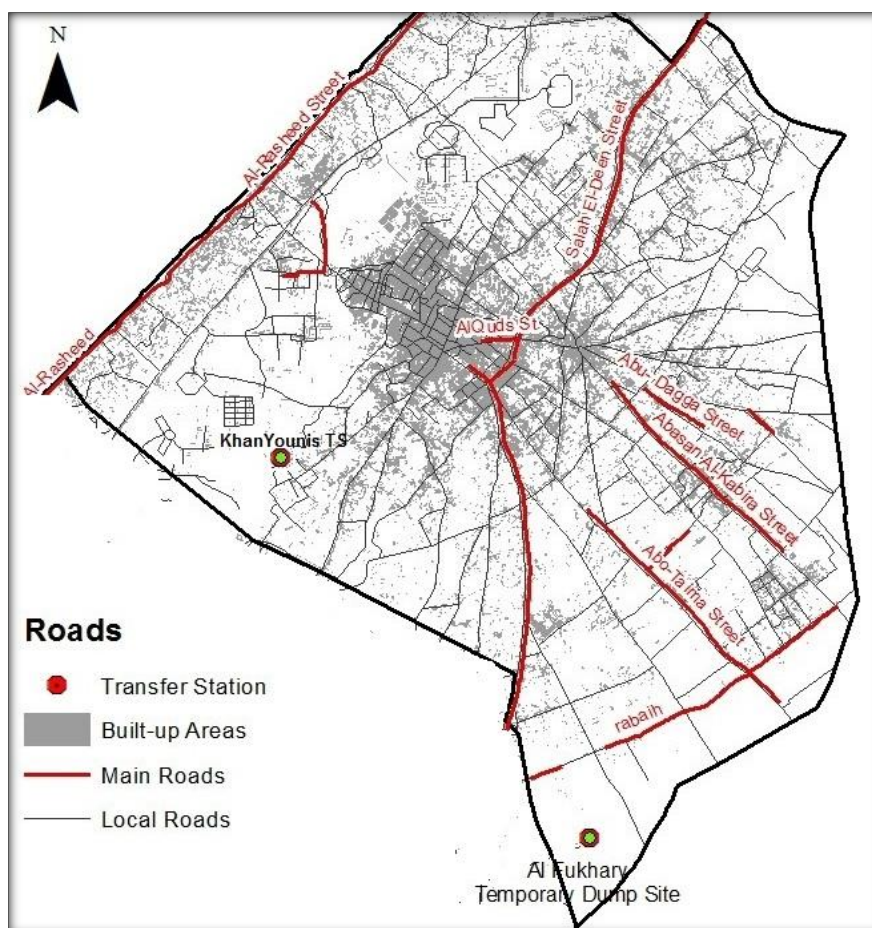 N
Al-Rasheed Street
Salah El-Deen Street
Al-Rasheed
AlQuds St.
Abu- Dagga Street
Abasan Al-Kabira Street
KhanYounis TS
Abo-Taima Street
rabaih
Roads
Transfer Station
Built-up Areas
Main Roads
Local Roads
Al Fukhary
Temporary Dump Site